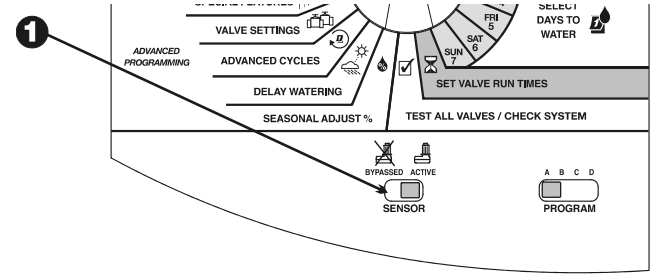 1
VALVE SETTINGS
ADVANCED
PROGRAMMING
ADVANCED CYCLES
DELAY WATERING
SEASONAL ADJUST %
%
FRI
5
SAT
6
SUN
7
SELECT
DAYS TO
WATER
SET VALVE RUN TIMES
TEST ALL VALVES / CHECK SYSTEM
BYPASSED ACTIVE
SENSOR
A B C D
PROGRAM